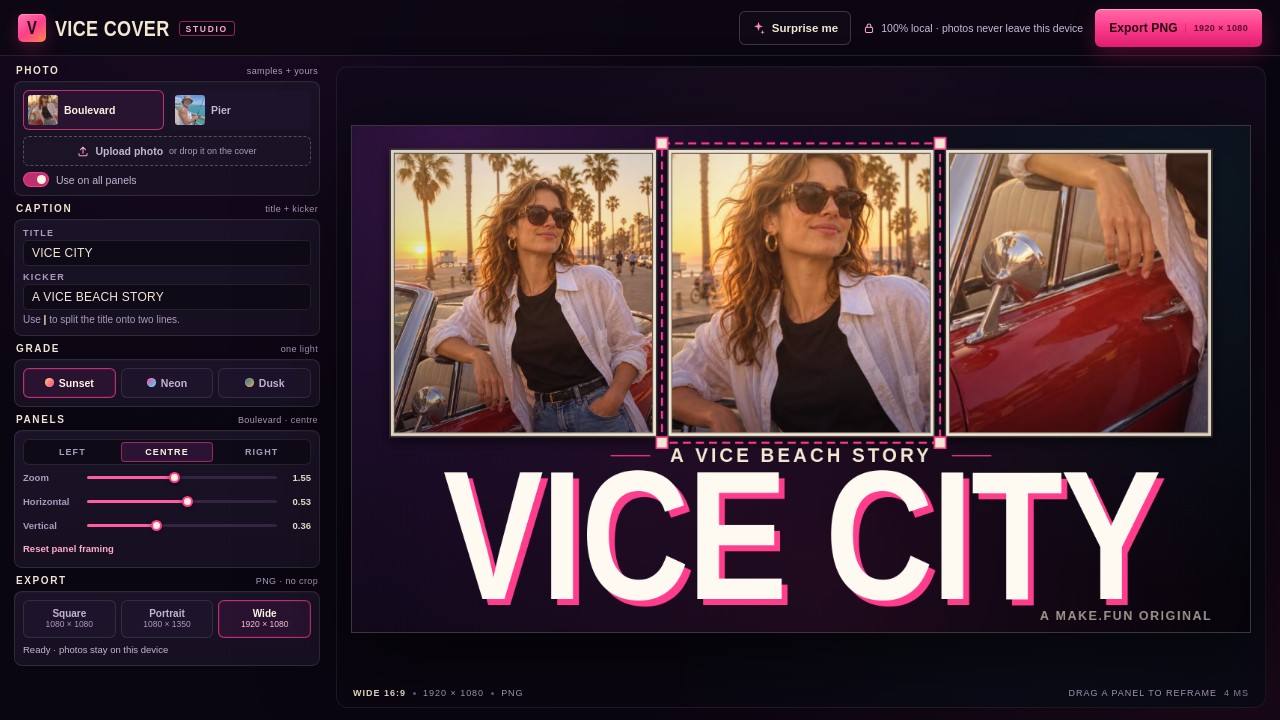 V VICE COVER STUDIO
Surprise me
100% local · photos never leave this device
Export PNG 1920 × 1080
PHOTO samples + yours
Boulevard
Pier
Upload photo or drop it on the cover
Use on all panels
CAPTION title + kicker
TITLE
VICE CITY
KICKER
A VICE BEACH STORY
Use | to split the title onto two lines.
GRADE one light
Sunset
Neon
Dusk
PANELS Boulevard · centre
LEFT
CENTRE
RIGHT
Zoom 1.55
Horizontal 0.53
Vertical 0.36
Reset panel framing
EXPORT PNG · no crop
Square
1080 × 1080
Portrait
1080 × 1350
Wide
1920 × 1080
Ready · photos stay on this device
A VICE BEACH STORY
VICE CITY
A MAKE.FUN ORIGINAL
WIDE 16:9 • 1920 × 1080 • PNG
DRAG A PANEL TO REFRAME 4 MS